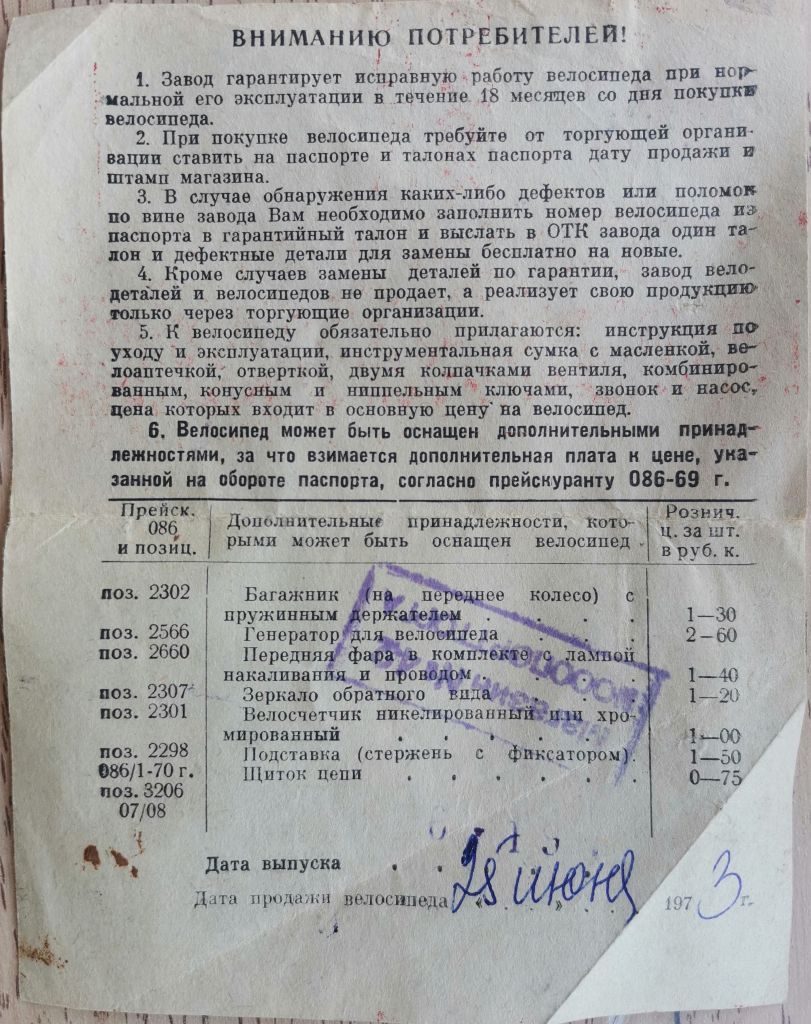 ВНИМАНИЮ ПОТРЕБИТЕЛЕЙ!
1. Завод гарантирует исправную работу велосипеда при нор-
мальной его эксплуатации в течение 18 месяцев со дня покупки
велосипеда.
2. При покупке велосипеда требуйте от торгующей органи-
вации ставить на паспорте и талонах паспорта дату продажи и
штамп магазина.
3. В случае обнаружения каких-либо дефектов или поломок
по вине завода Вам необходимо заполнить номер велосипеда из
паспорта в гарантийный талон и выслать в ОТК завода один та-
лон и дефектные детали для замены бесплатно на новые.
4. Кроме случаев замены деталей по гарантии, завод вело-
деталей и велосипедов не продает, а реализует свою продукцию
только через торгующие организации.
5. К велосипеду обязательно прилагаются: инструкция по
уходу и эксплуатации, инструментальная сумка с масленкой, ве-
лоаптечкой, отверткой, двумя колпачками вентиля, комбиниро-
ванным, конусным и ниппельным ключами, звонок и насос,
цена которых входит в основную цену на велосипед.
6. Велосипед может быть оснащен дополнительными принад-
лежностями, за что взимается дополнительная плата к цене, ука-
занной на обороте паспорта, согласно прейскуранту 086-69 г.
Прейск. 086 и позиц. Дополнительные принадлежности, кото-
рыми может быть оснащен велосипед Рознич. ц. за шт. в руб. к.
поз. 2302 Багажник (на переднее колесо) с
пружинным держателем . . . . 1—30
поз. 2566 Генератор для велосипеда . . . 2—60
поз. 2660 Передняя фара в комплекте с лампой
накаливания и проводом . . . . 1—40
поз. 2307 Зеркало обратного вида . . . 1—20
поз. 2301 Велосчетчик никелированный или хро-
мированный . . . . . 1—00
поз. 2298 Подставка (стержень с фиксатором). 1—50
086/1-70 г. Щиток цепи . . . . . . 0—75
поз. 3206
07/08
Дата выпуска . .
Дата продажи велосипеда « 28 » июня 1973 г.